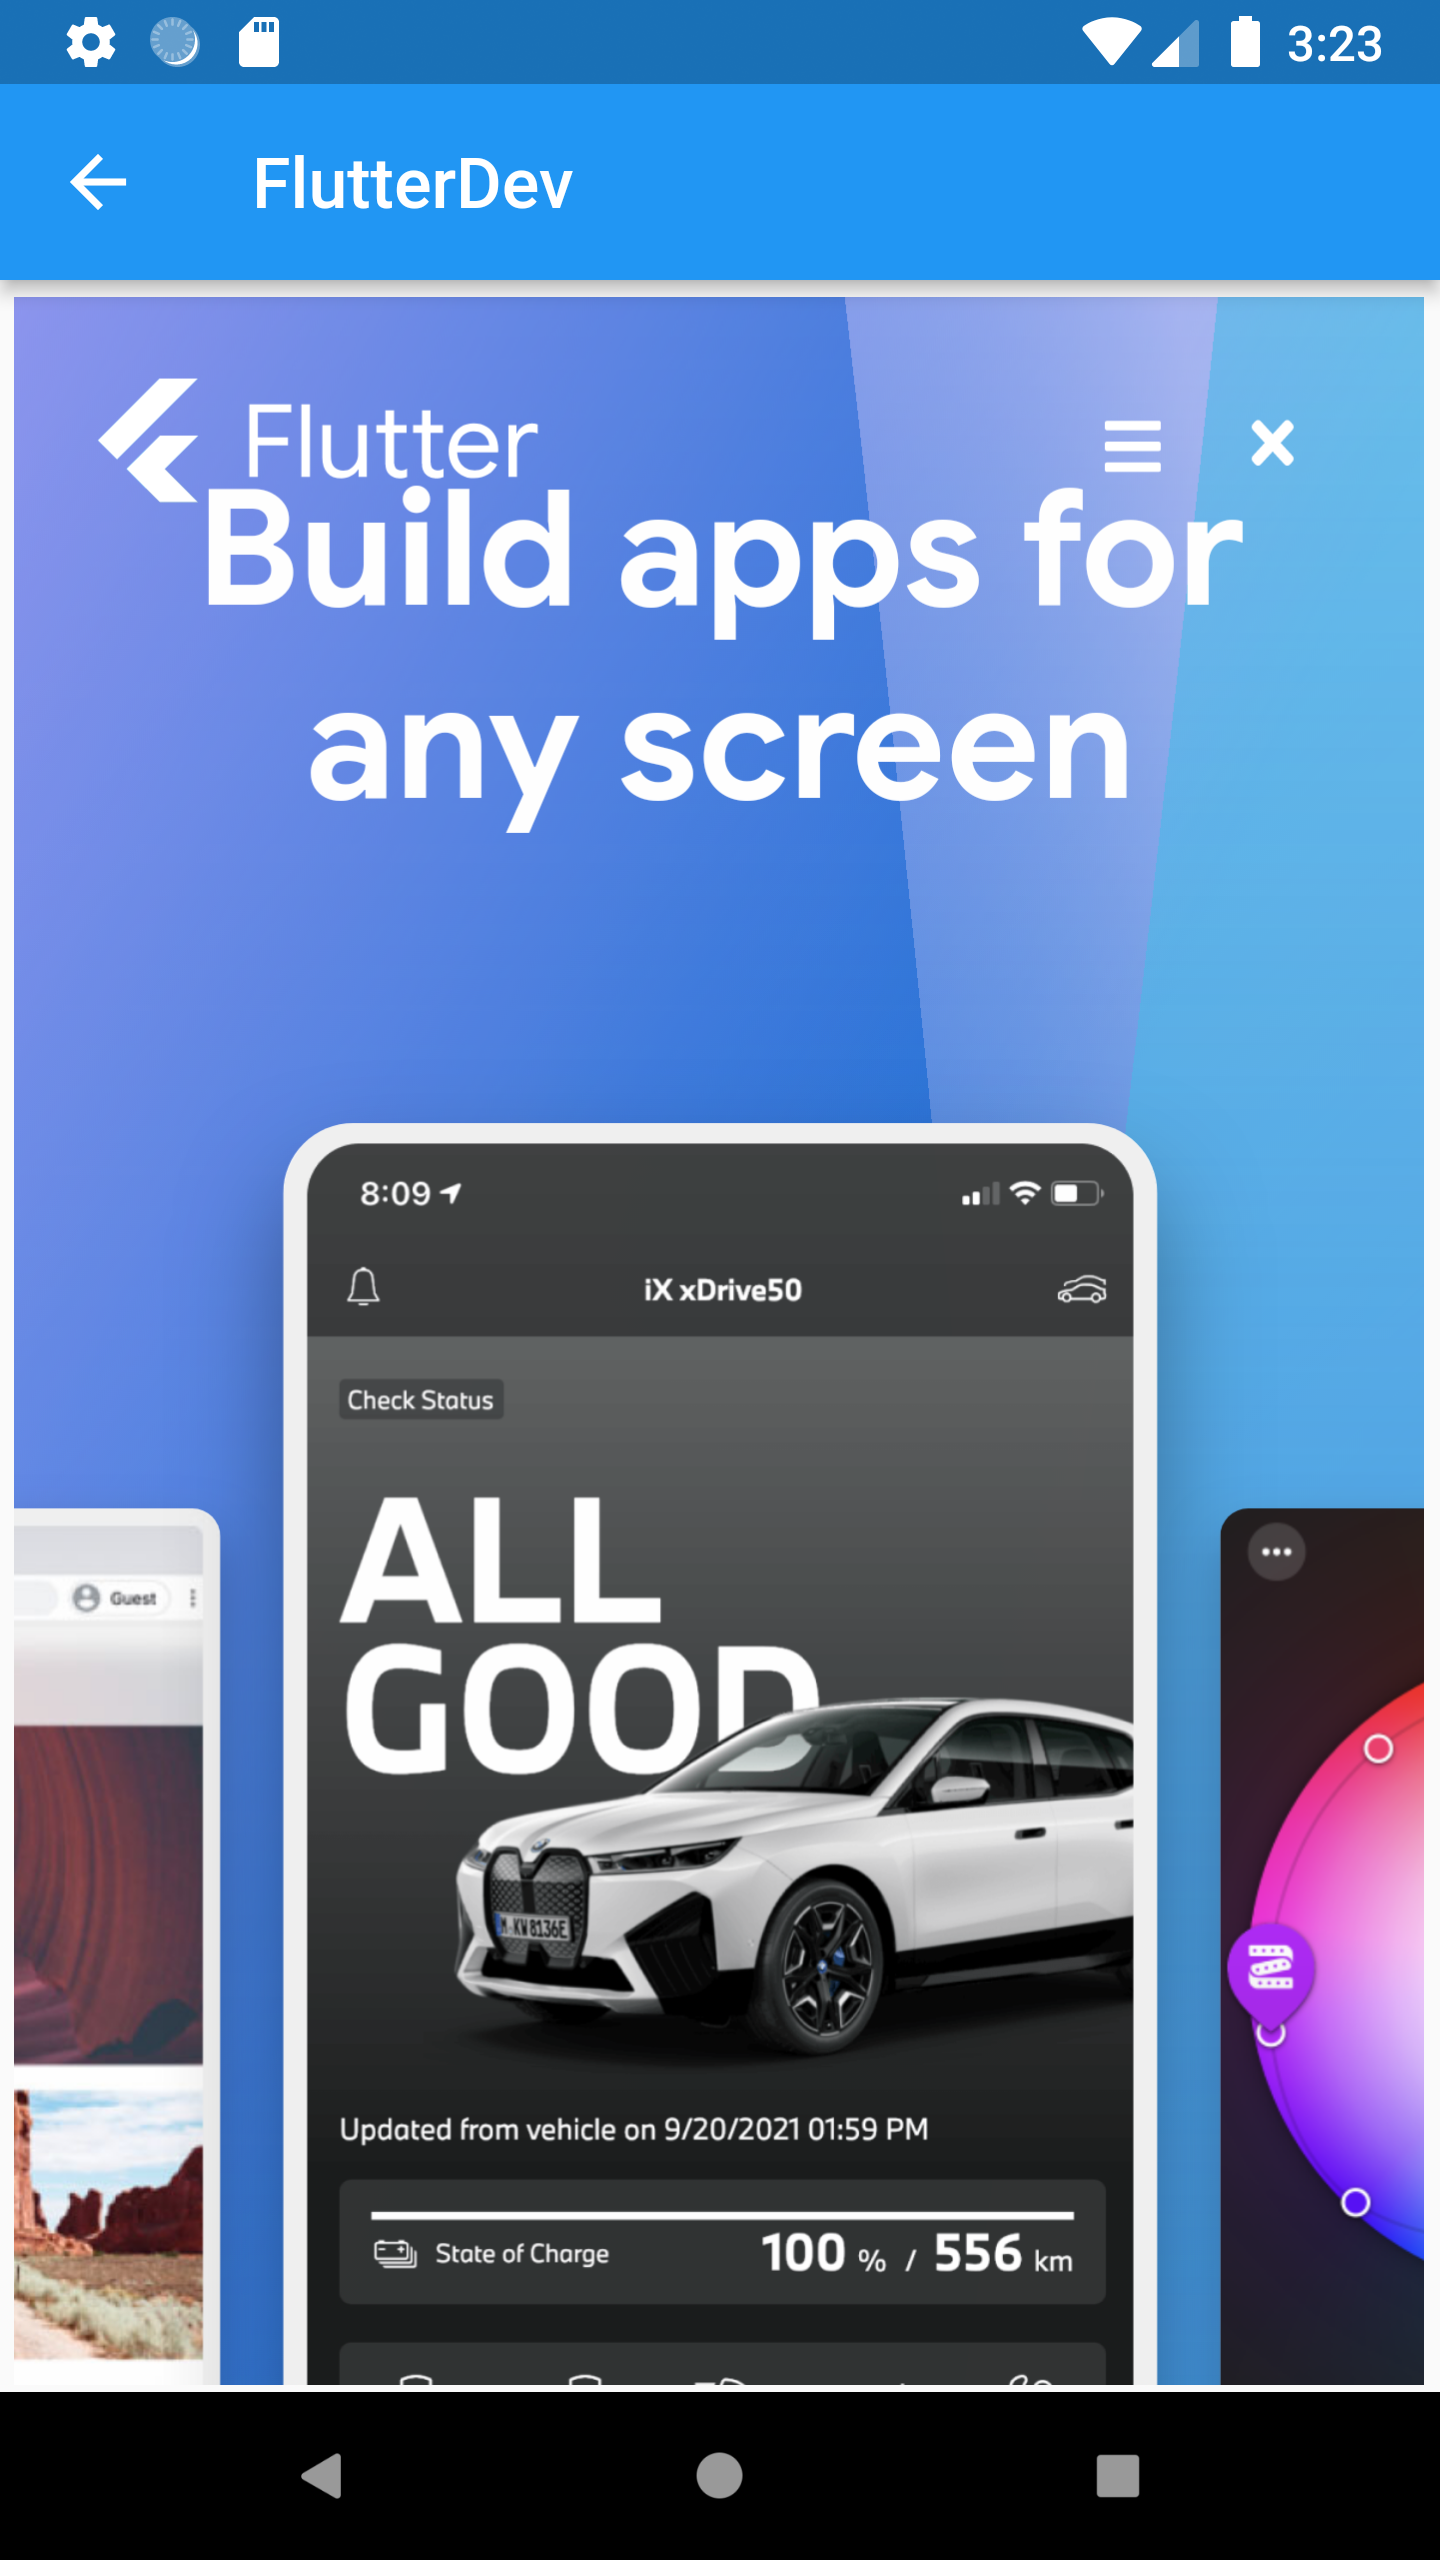 3:23
FlutterDev
Flutter
Build apps for
any screen
8:09
iX xDrive50
Check Status
ALL
GOOD
Guest
M KW 8136E
Updated from vehicle on 9/20/2021 01:59 PM
State of Charge 100 % / 556 km